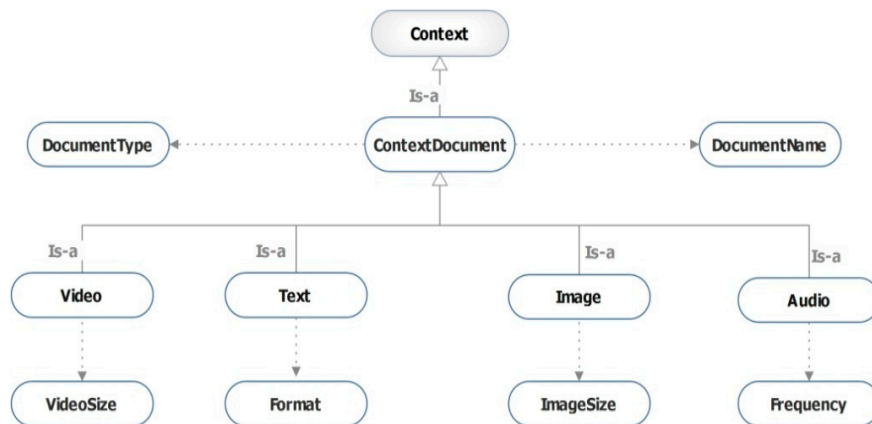 Context
Is-a
DocumentType
ContextDocument
DocumentName
Is-a
Is-a
Is-a
Is-a
Video
Text
Image
Audio
VideoSize
Format
ImageSize
Frequency